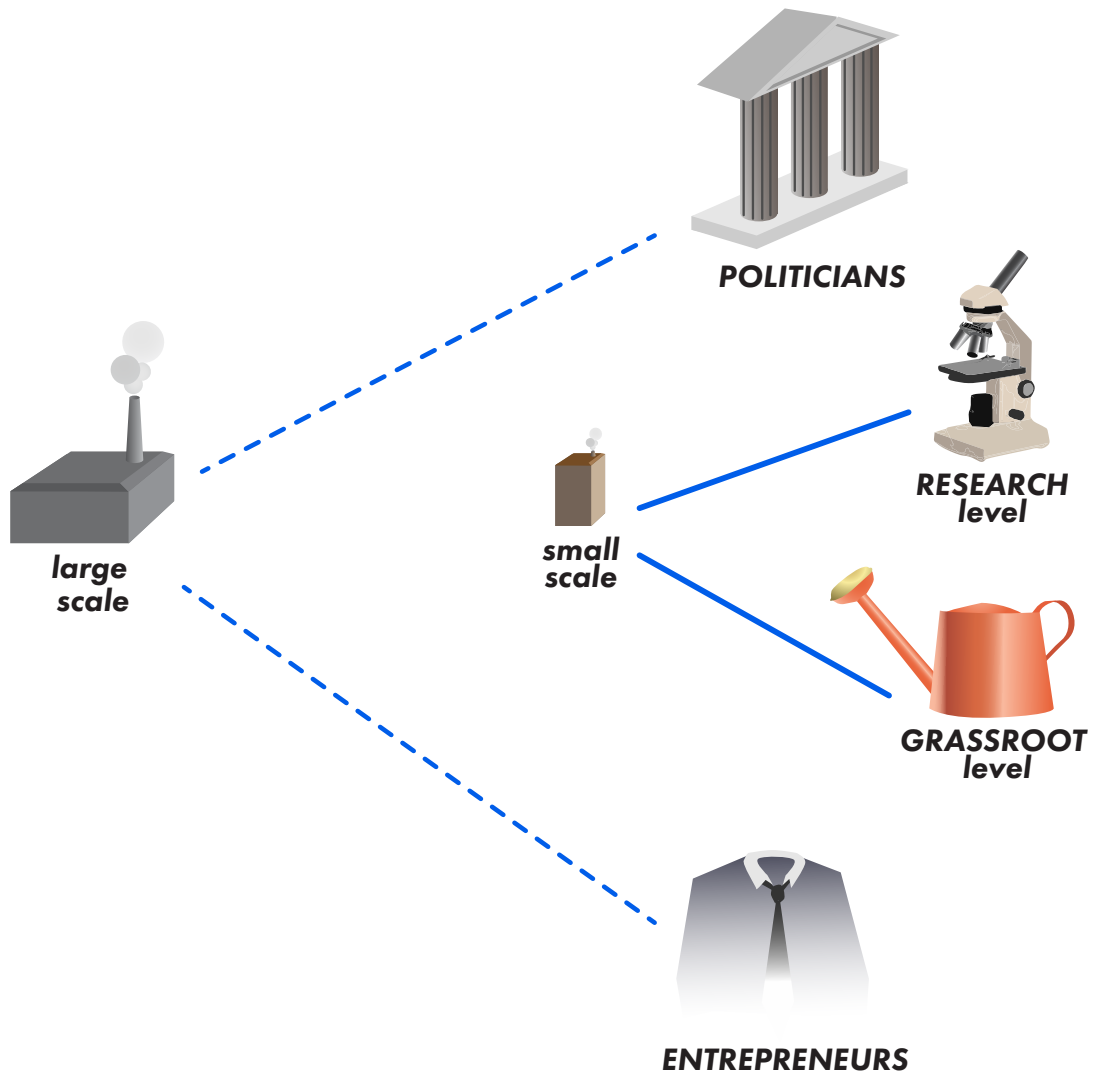 POLITICIANS
RESEARCH
level
large
scale
small
scale
GRASSROOT
level
ENTREPRENEURS